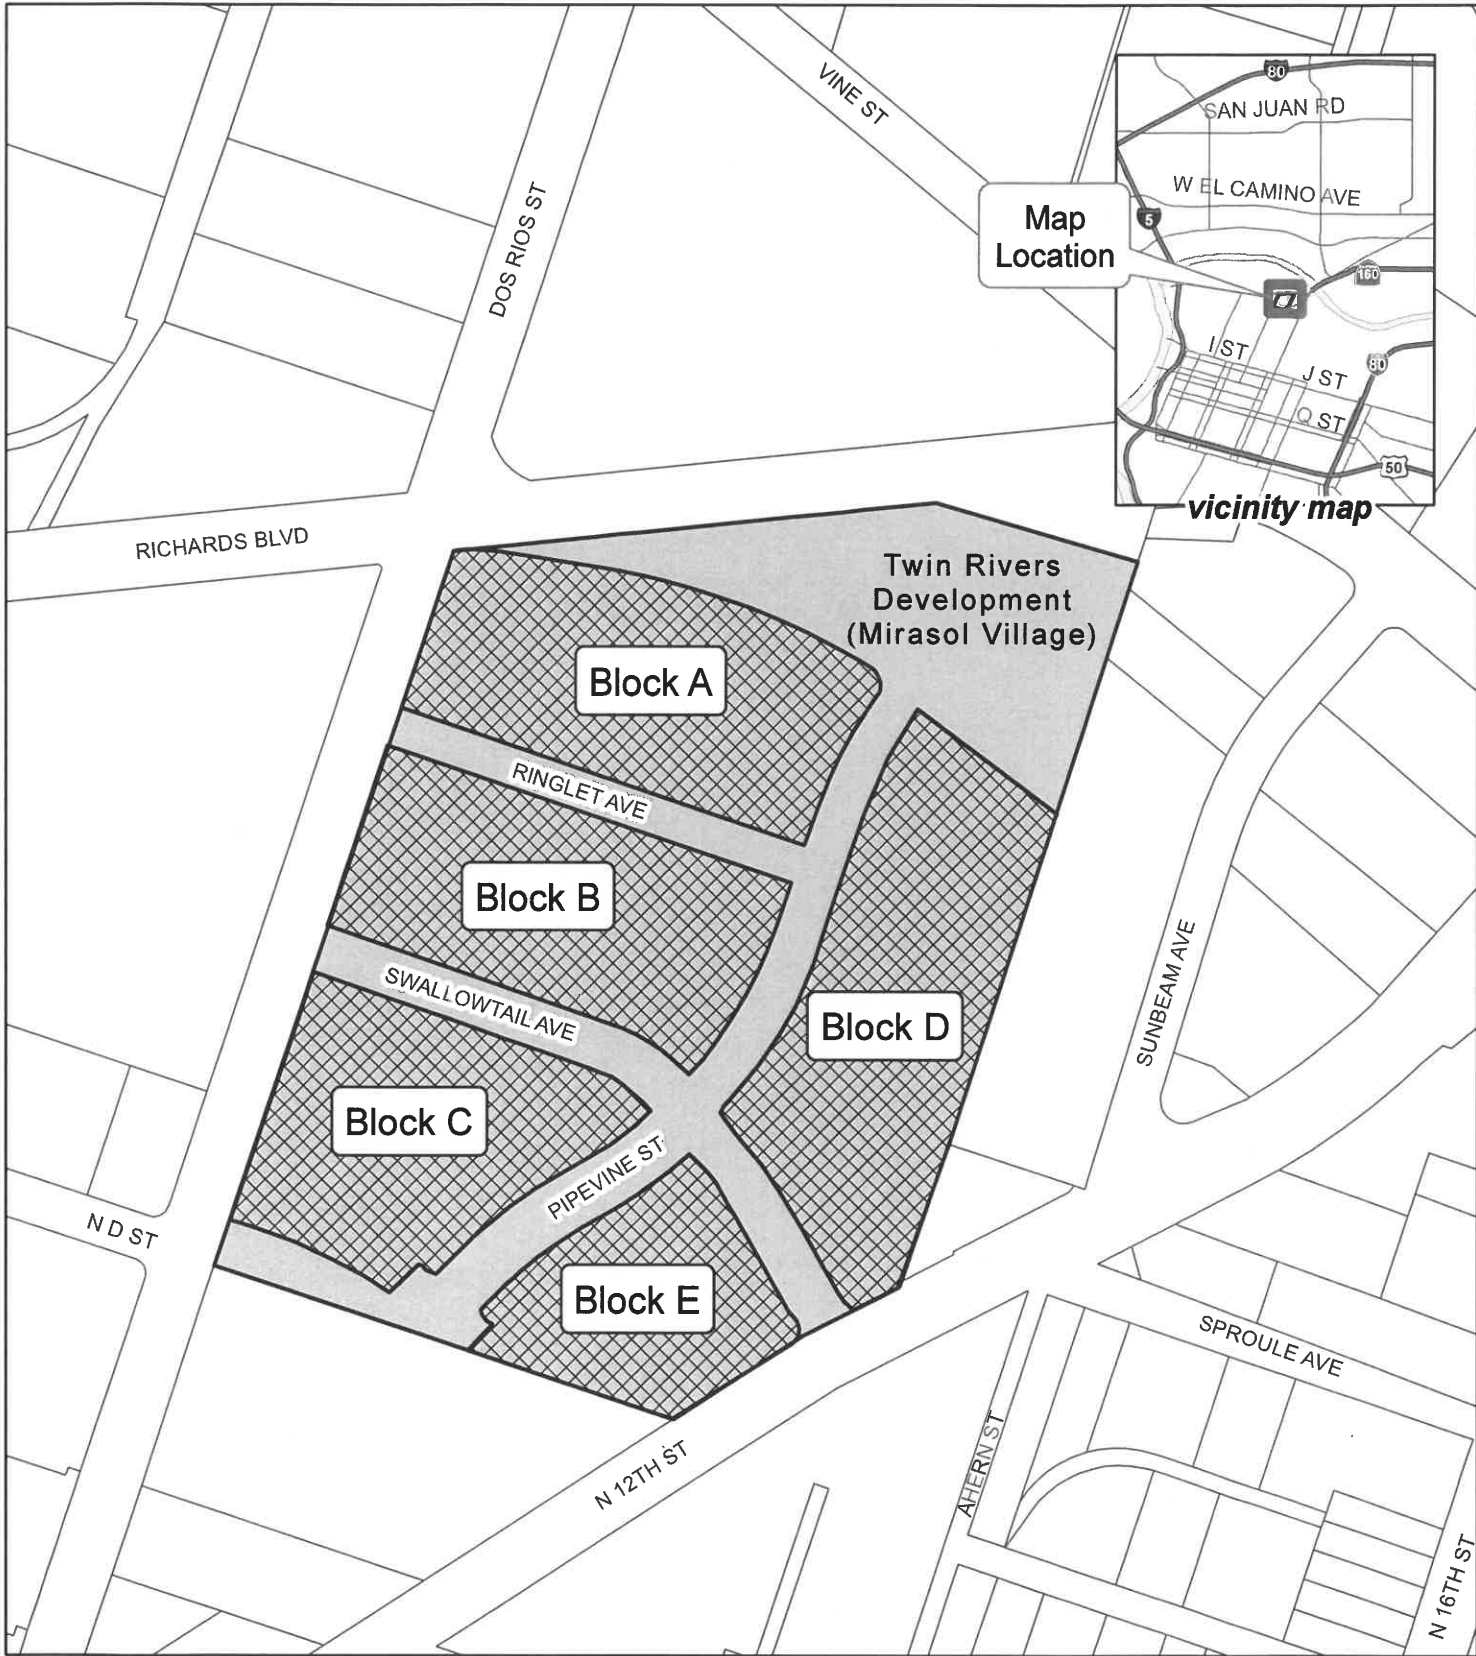 VINE ST
80
SAN JUAN RD
W EL CAMINO AVE
5
Map
Location
160
I ST
J ST
80
Q ST
50
vicinity map
DOS RIOS ST
RICHARDS BLVD
Twin Rivers
Development
(Mirasol Village)
Block A
RINGLET AVE
Block B
SWALLOWTAIL AVE
Block D
SUNBEAM AVE
Block C
PIPEVINE ST
N D ST
Block E
SPROULE AVE
N 12TH ST
AHERN ST
N 16TH ST